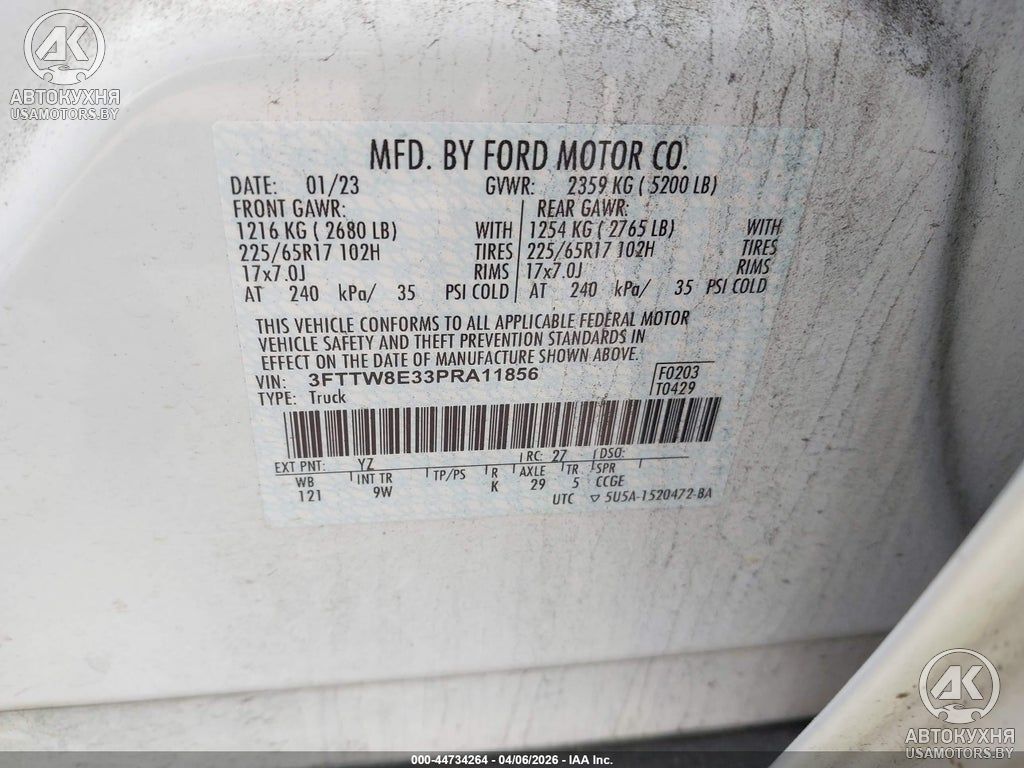 AK
АВТОКУХНЯ
USAMOTORS.BY
MFD. BY FORD MOTOR CO.
DATE: 01/23 GVWR: 2359 KG ( 5200 LB)
FRONT GAWR: REAR GAWR:
1216 KG ( 2680 LB) WITH 1254 KG ( 2765 LB) WITH
225/65R17 102H TIRES 225/65R17 102H TIRES
17x7.0J RIMS 17x7.0J RIMS
AT 240 kPa/ 35 PSI COLD AT 240 kPa/ 35 PSI COLD
THIS VEHICLE CONFORMS TO ALL APPLICABLE FEDERAL MOTOR
VEHICLE SAFETY AND THEFT PREVENTION STANDARDS IN
EFFECT ON THE DATE OF MANUFACTURE SHOWN ABOVE.
VIN: 3FTTW8E33PRA11856 F0203
TYPE: Truck T0429
EXT PNT: YZ RC: 27 DSO:
WB INT TR TP/PS R AXLE TR SPR
121 9W K 29 5 CCGE
UTC ▽ 5U5A-1520472-BA
AK
АВТОКУХНЯ
USAMOTORS.BY
000-44734264 - 04/06/2026 - IAA Inc.